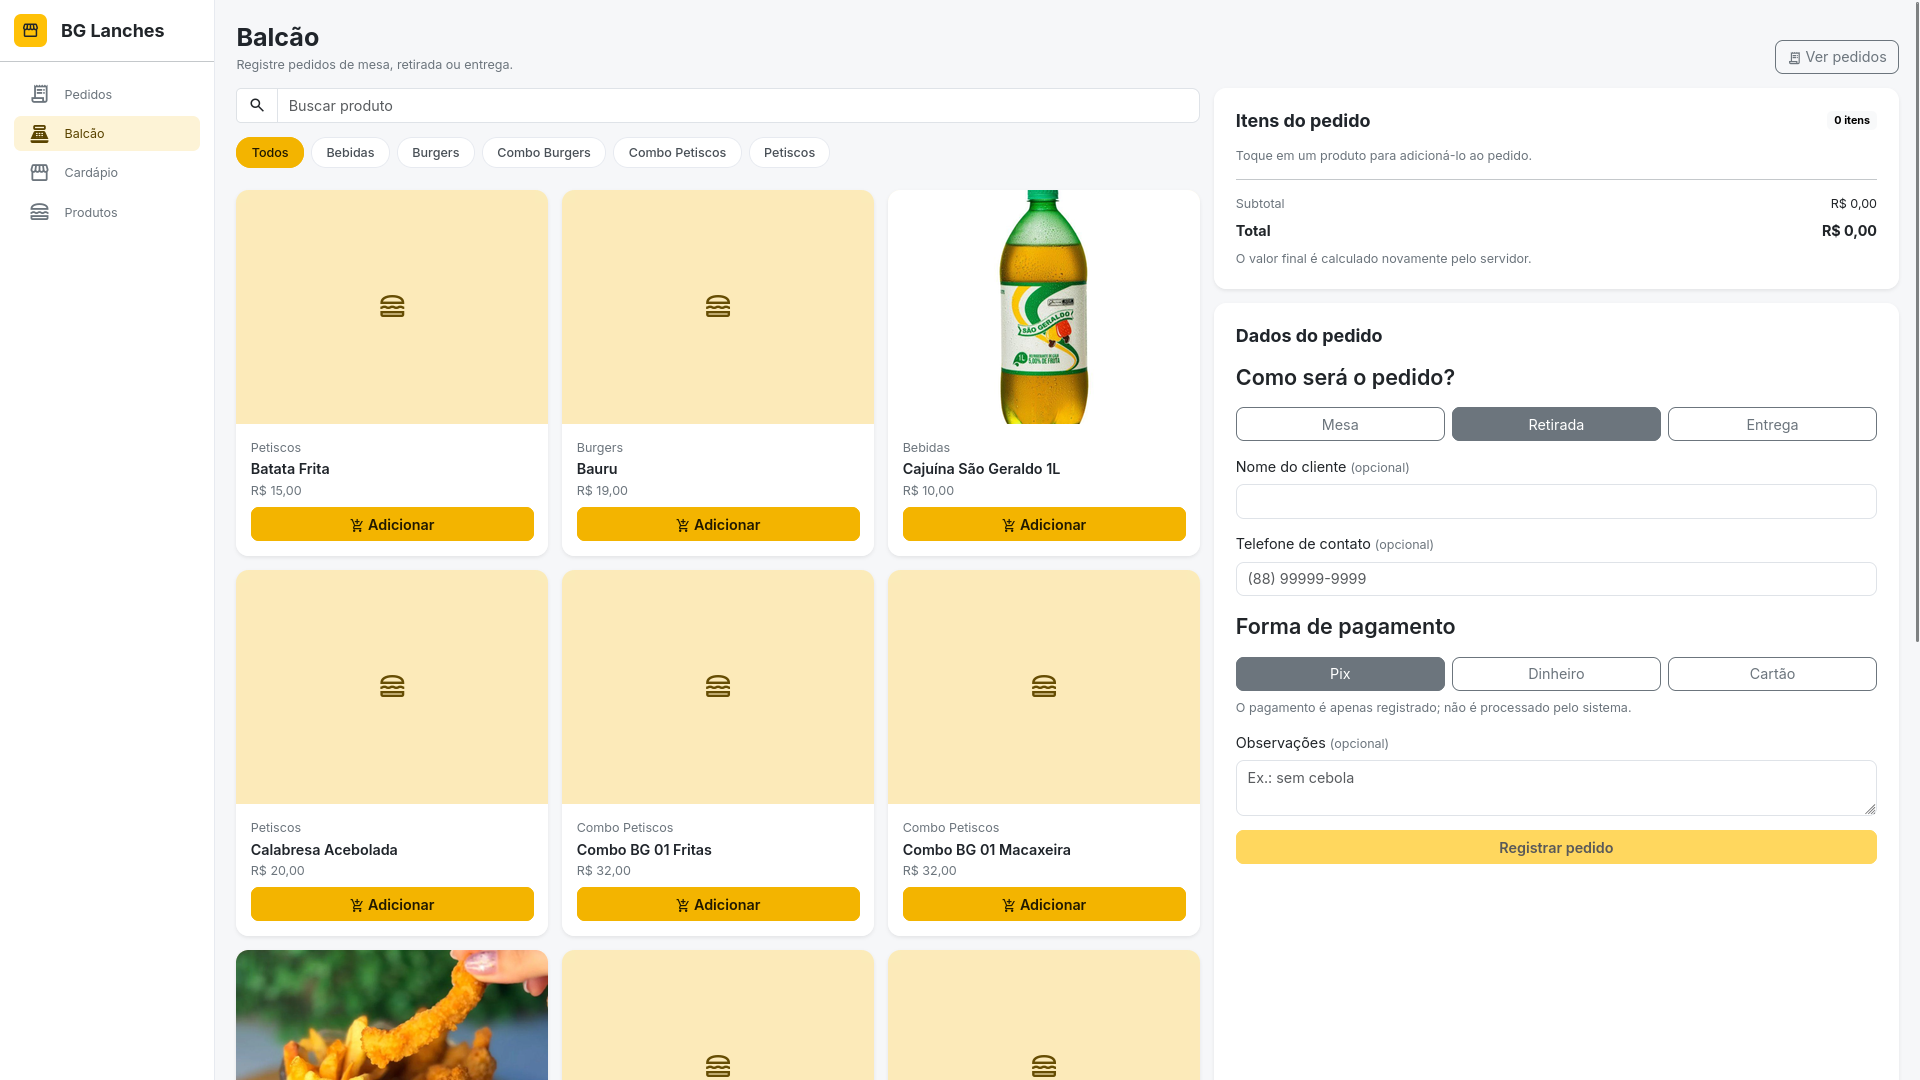 BG Lanches
Pedidos
Balcão
Cardápio
Produtos
Balcão
Registre pedidos de mesa, retirada ou entrega.
Ver pedidos
Buscar produto
Todos
Bebidas
Burgers
Combo Burgers
Combo Petiscos
Petiscos
Petiscos
Batata Frita
R$ 15,00
Adicionar
Burgers
Bauru
R$ 19,00
Adicionar
SÃO GERALDO
1L
Bebidas
Cajuína São Geraldo 1L
R$ 10,00
Adicionar
Petiscos
Calabresa Acebolada
R$ 20,00
Adicionar
Combo Petiscos
Combo BG 01 Fritas
R$ 32,00
Adicionar
Combo Petiscos
Combo BG 01 Macaxeira
R$ 32,00
Adicionar
Itens do pedido
0 itens
Toque em um produto para adicioná-lo ao pedido.
Subtotal
R$ 0,00
Total
R$ 0,00
O valor final é calculado novamente pelo servidor.
Dados do pedido
Como será o pedido?
Mesa
Retirada
Entrega
Nome do cliente (opcional)
Telefone de contato (opcional)
(88) 99999-9999
Forma de pagamento
Pix
Dinheiro
Cartão
O pagamento é apenas registrado; não é processado pelo sistema.
Observações (opcional)
Ex.: sem cebola
Registrar pedido